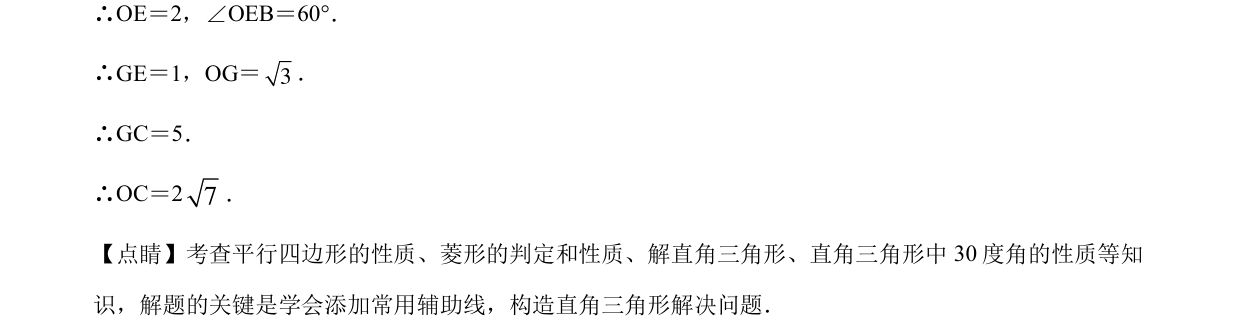 ∴OE＝2，∠OEB＝60°．
∴GE＝1，OG＝√3．
∴GC＝5．
∴OC＝2√7．
【点睛】考查平行四边形的性质、菱形的判定和性质、解直角三角形、直角三角形中 30 度角的性质等知
识，解题的关键是学会添加常用辅助线，构造直角三角形解决问题．